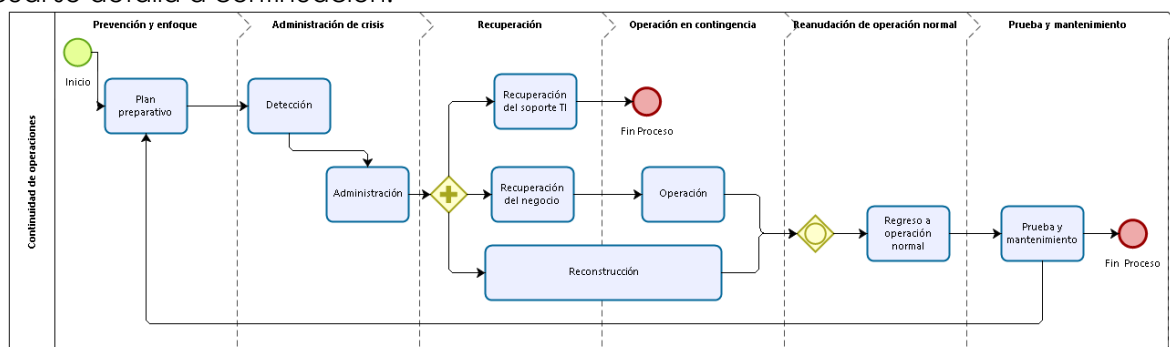 Prevención y enfoque
Administración de crisis
Recuperación
Operación en contingencia
Reanudación de operación normal
Prueba y mantenimiento
Continuidad de operaciones
Inicio
Plan
preparativo
Detección
Administración
Recuperación
del soporte TI
Fin Proceso
Recuperación
del negocio
Operación
Reconstrucción
Regreso a
operación
normal
Prueba y
mantenimiento
Fin Proceso